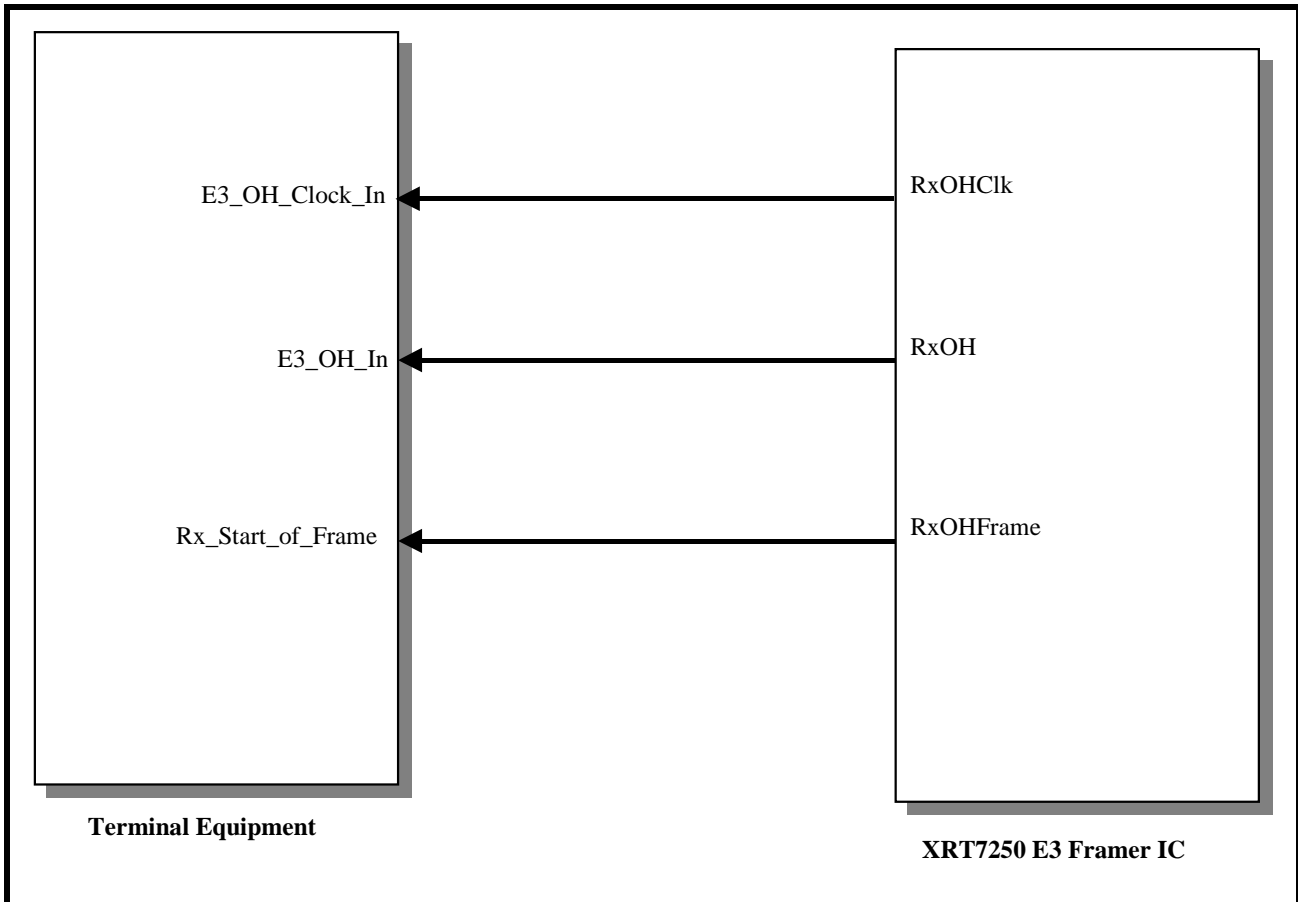 E3_OH_Clock_In
RxOHClk
E3_OH_In
RxOH
Rx_Start_of_Frame
RxOHFrame
Terminal Equipment
XRT7250 E3 Framer IC